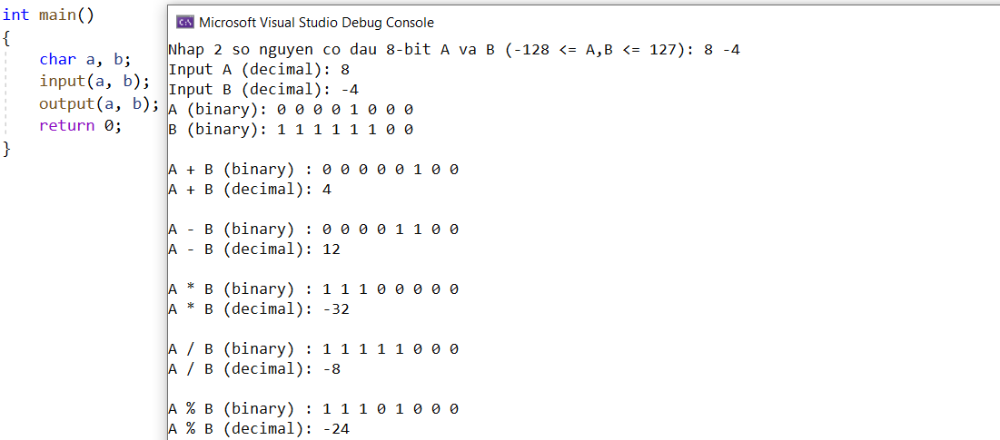 int main()
{
char a, b;
input(a, b);
output(a, b);
return 0;
}
C:\ Microsoft Visual Studio Debug Console
Nhap 2 so nguyen co dau 8-bit A va B (-128 <= A,B <= 127): 8 -4
Input A (decimal): 8
Input B (decimal): -4
A (binary): 0 0 0 0 1 0 0 0
B (binary): 1 1 1 1 1 1 0 0
A + B (binary) : 0 0 0 0 0 1 0 0
A + B (decimal): 4
A - B (binary) : 0 0 0 0 1 1 0 0
A - B (decimal): 12
A * B (binary) : 1 1 1 0 0 0 0 0
A * B (decimal): -32
A / B (binary) : 1 1 1 1 1 0 0 0
A / B (decimal): -8
A % B (binary) : 1 1 1 0 1 0 0 0
A % B (decimal): -24